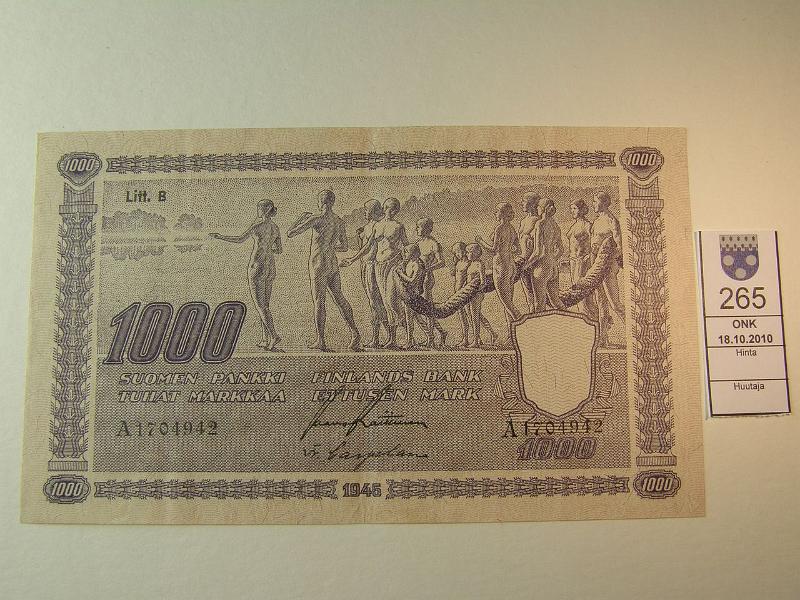 1000 1000
Litt. B
1000
SUOMEN PANKKI FINLANDS BANK
TUHAT MARKKAA ETTUSEN MARK
A1704942 A1704942
1000
1000 1945 1000
265
ONK
18.10.2010
Hinta
Huutaja